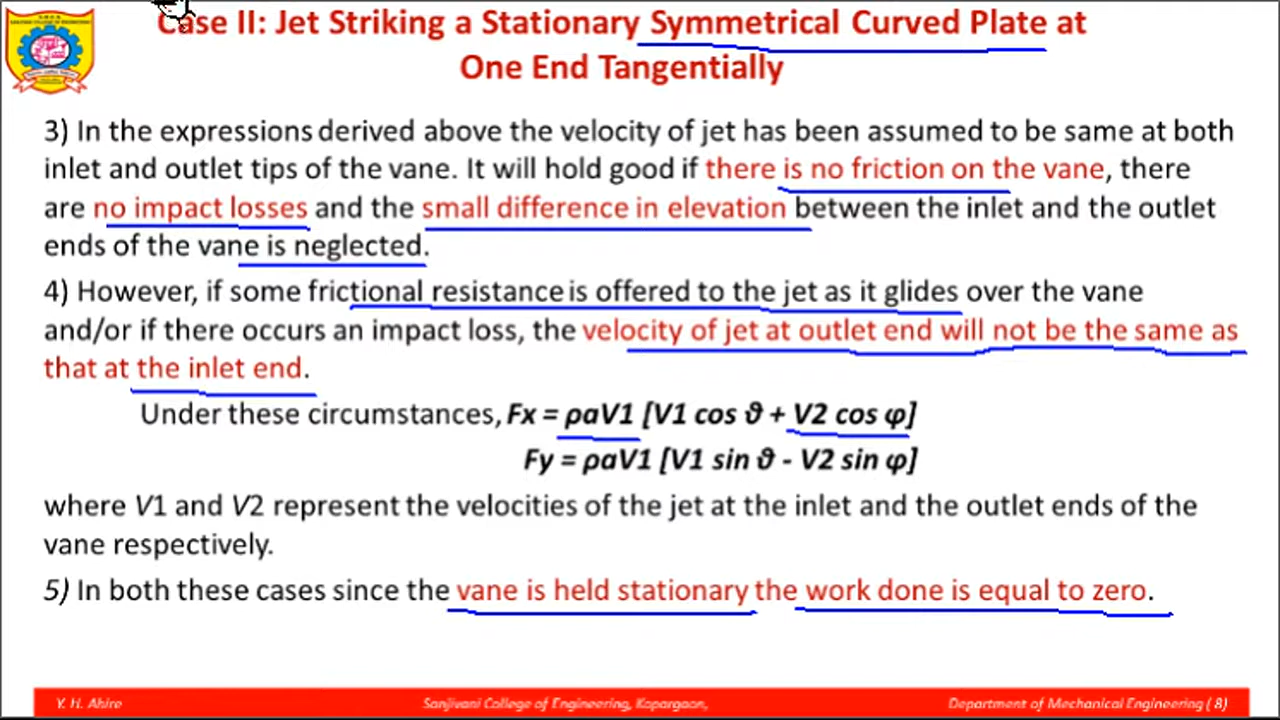 Case II: Jet Striking a Stationary Symmetrical Curved Plate at
One End Tangentially
3) In the expressions derived above the velocity of jet has been assumed to be same at both
inlet and outlet tips of the vane. It will hold good if there is no friction on the vane, there
are no impact losses and the small difference in elevation between the inlet and the outlet
ends of the vane is neglected.
4) However, if some frictional resistance is offered to the jet as it glides over the vane
and/or if there occurs an impact loss, the velocity of jet at outlet end will not be the same as
that at the inlet end.
Under these circumstances, Fx = ρaV1 [V1 cos ϑ + V2 cos φ]
Fy = ρaV1 [V1 sin ϑ - V2 sin φ]
where V1 and V2 represent the velocities of the jet at the inlet and the outlet ends of the
vane respectively.
5) In both these cases since the vane is held stationary the work done is equal to zero.
Y. H. Ahire Sanjivani College of Engineering, Kopargaon, Department of Mechanical Engineering ( 8)